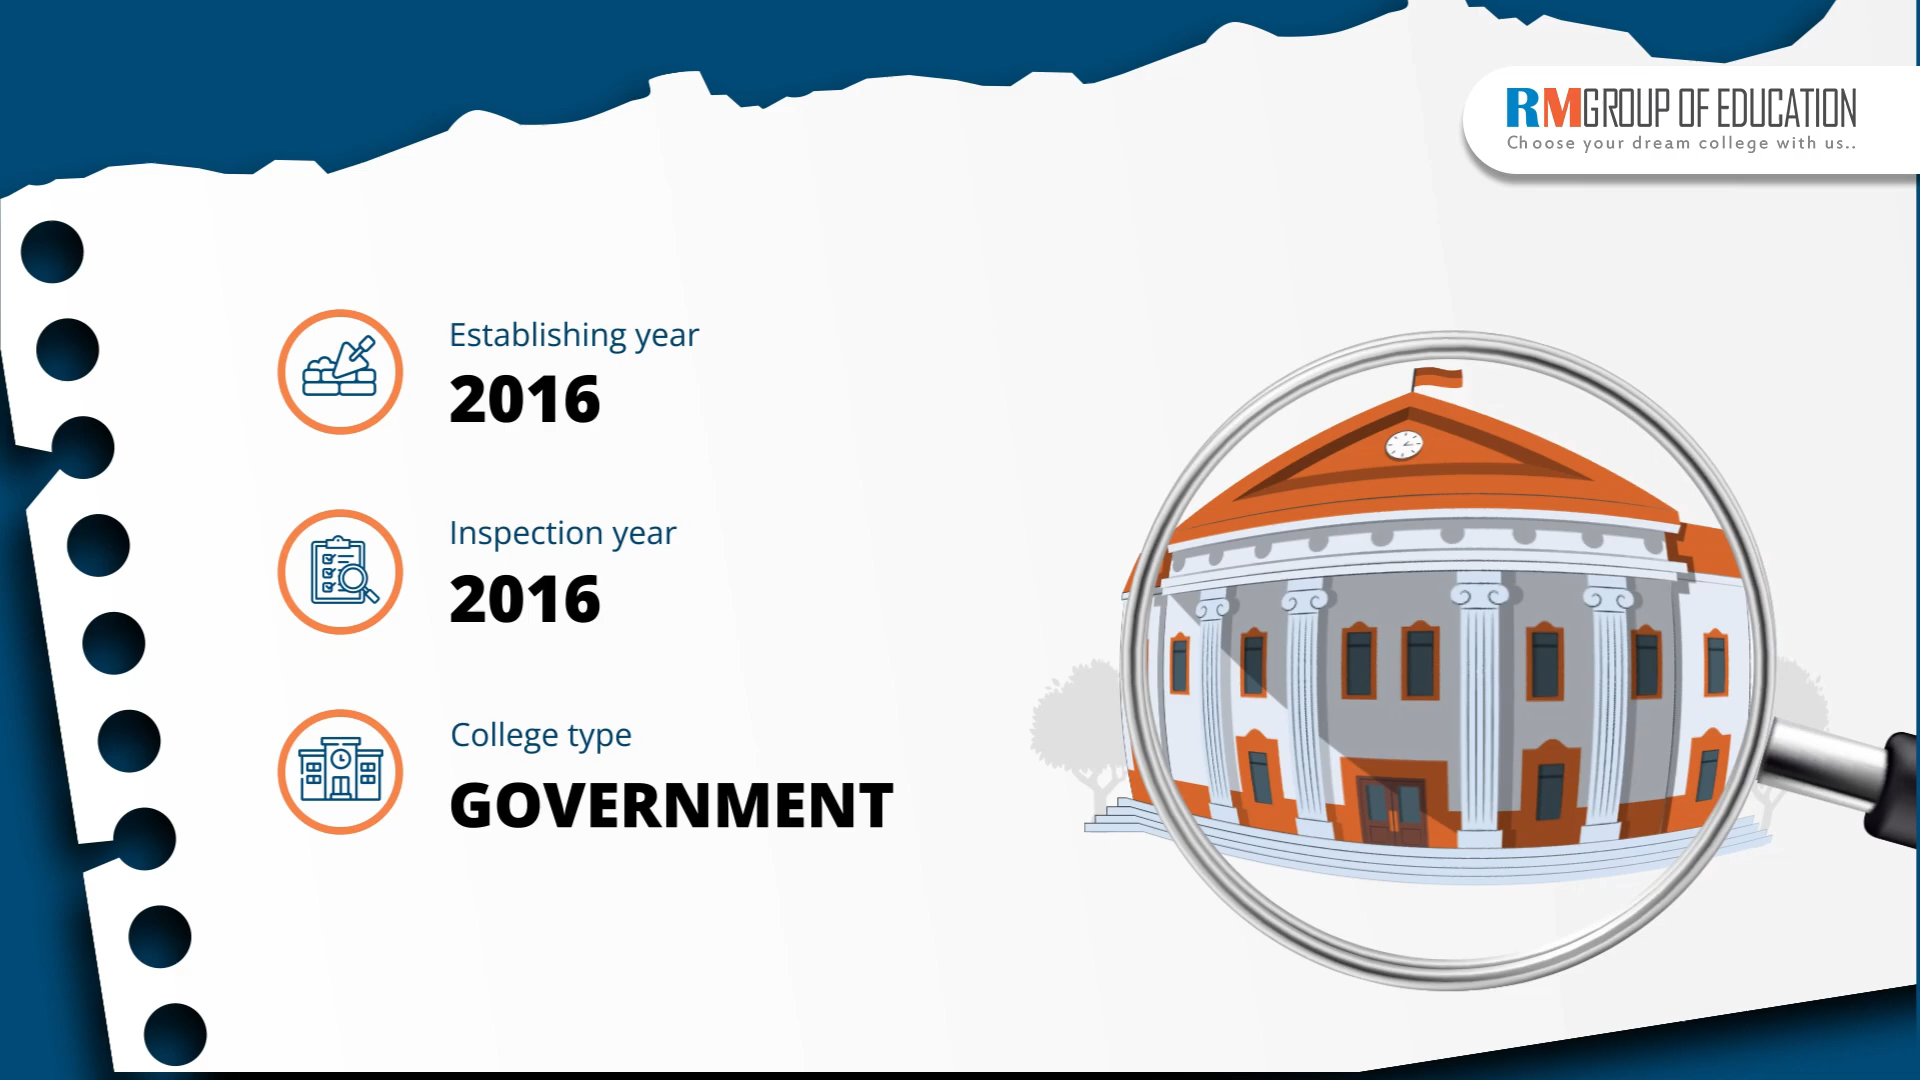 RMGROUP OF EDUCATION
Choose your dream college with us..
Establishing year
2016
Inspection year
2016
College type
GOVERNMENT